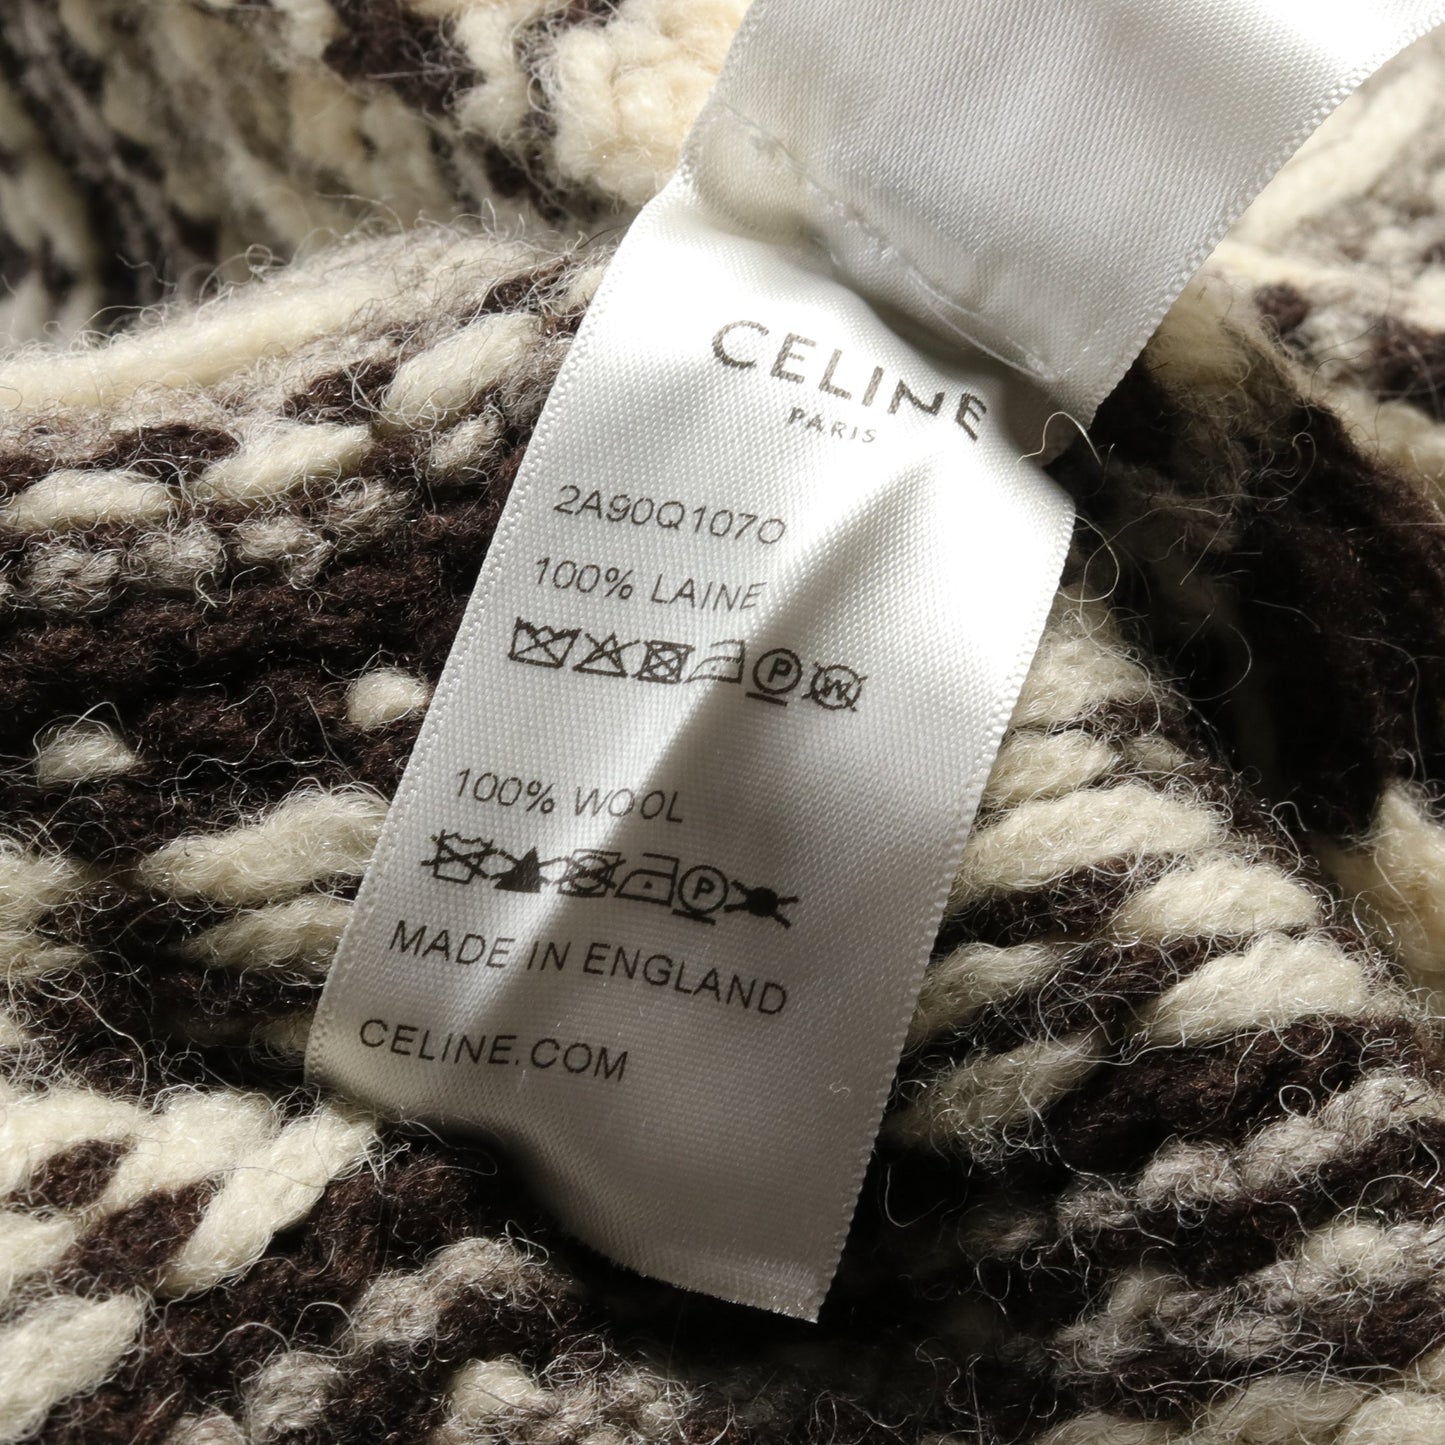 CELINE
PARIS
2A90Q107O
100% LAINE
P W
100% WOOL
P
MADE IN ENGLAND
CELINE.COM